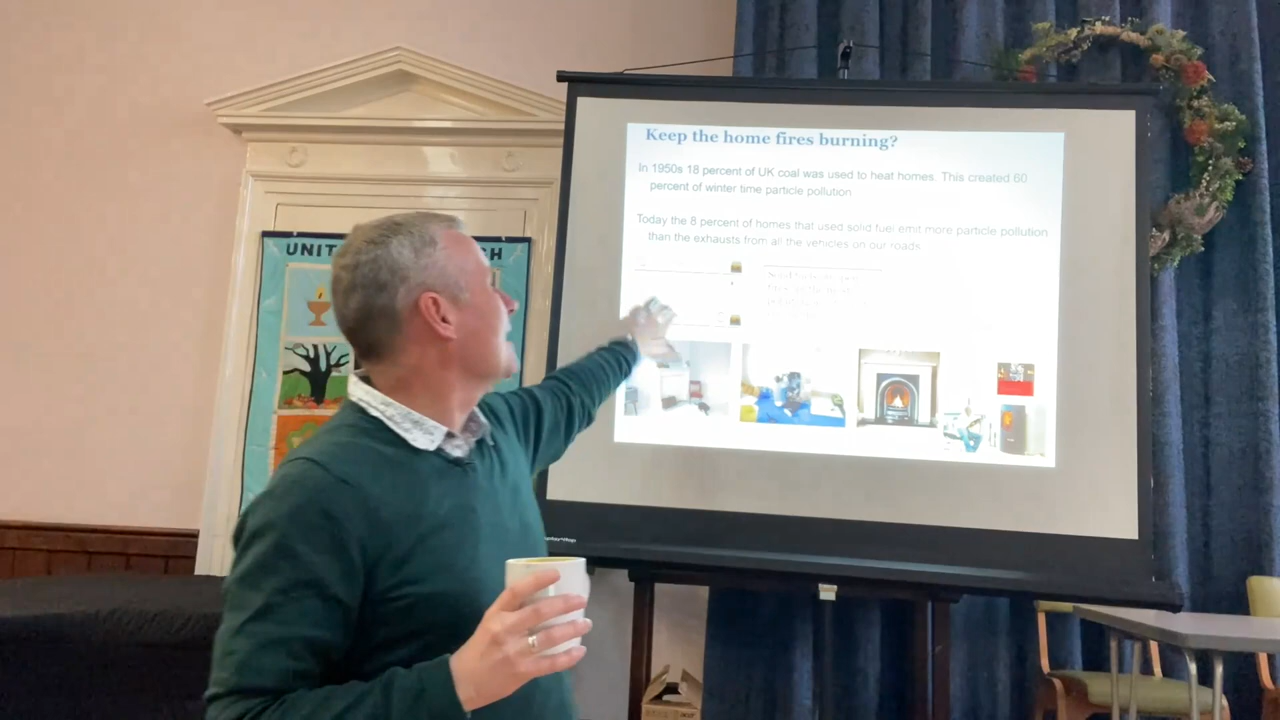 Keep the home fires burning?
In 1950s 18 percent of UK coal was used to heat homes. This created 60
percent of winter time particle pollution
Today the 8 percent of homes that used solid fuel emit more particle pollution
than the exhausts from all the vehicles on our roads
UNIT
H